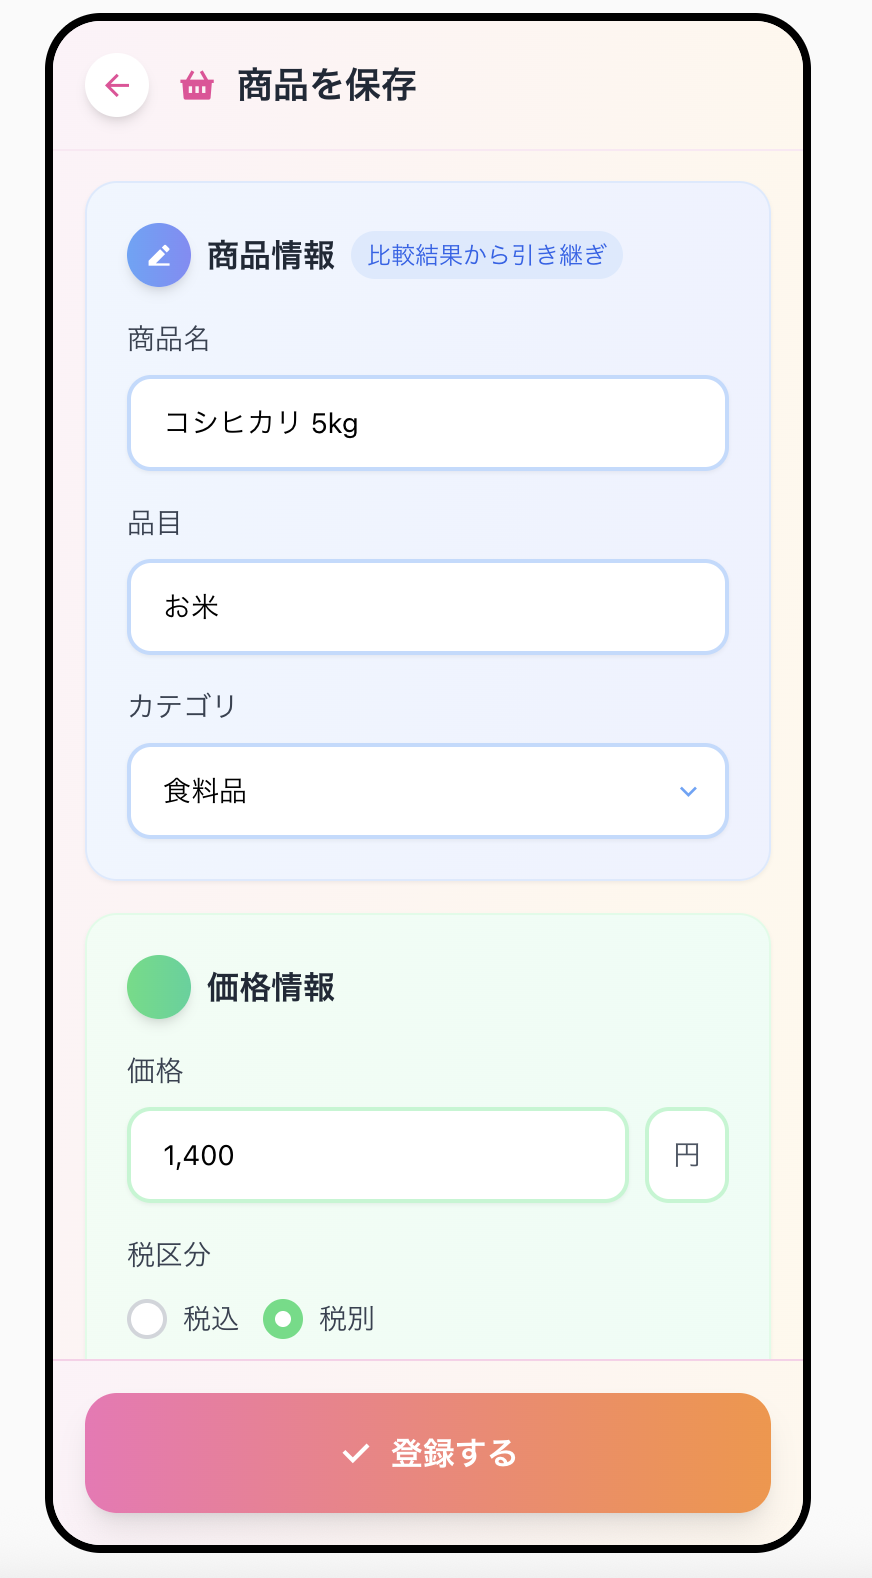 商品を保存
商品情報 比較結果から引き継ぎ
商品名
コシヒカリ 5kg
品目
お米
カテゴリ
食料品
価格情報
価格
1,400 円
税区分
税込 税別
登録する